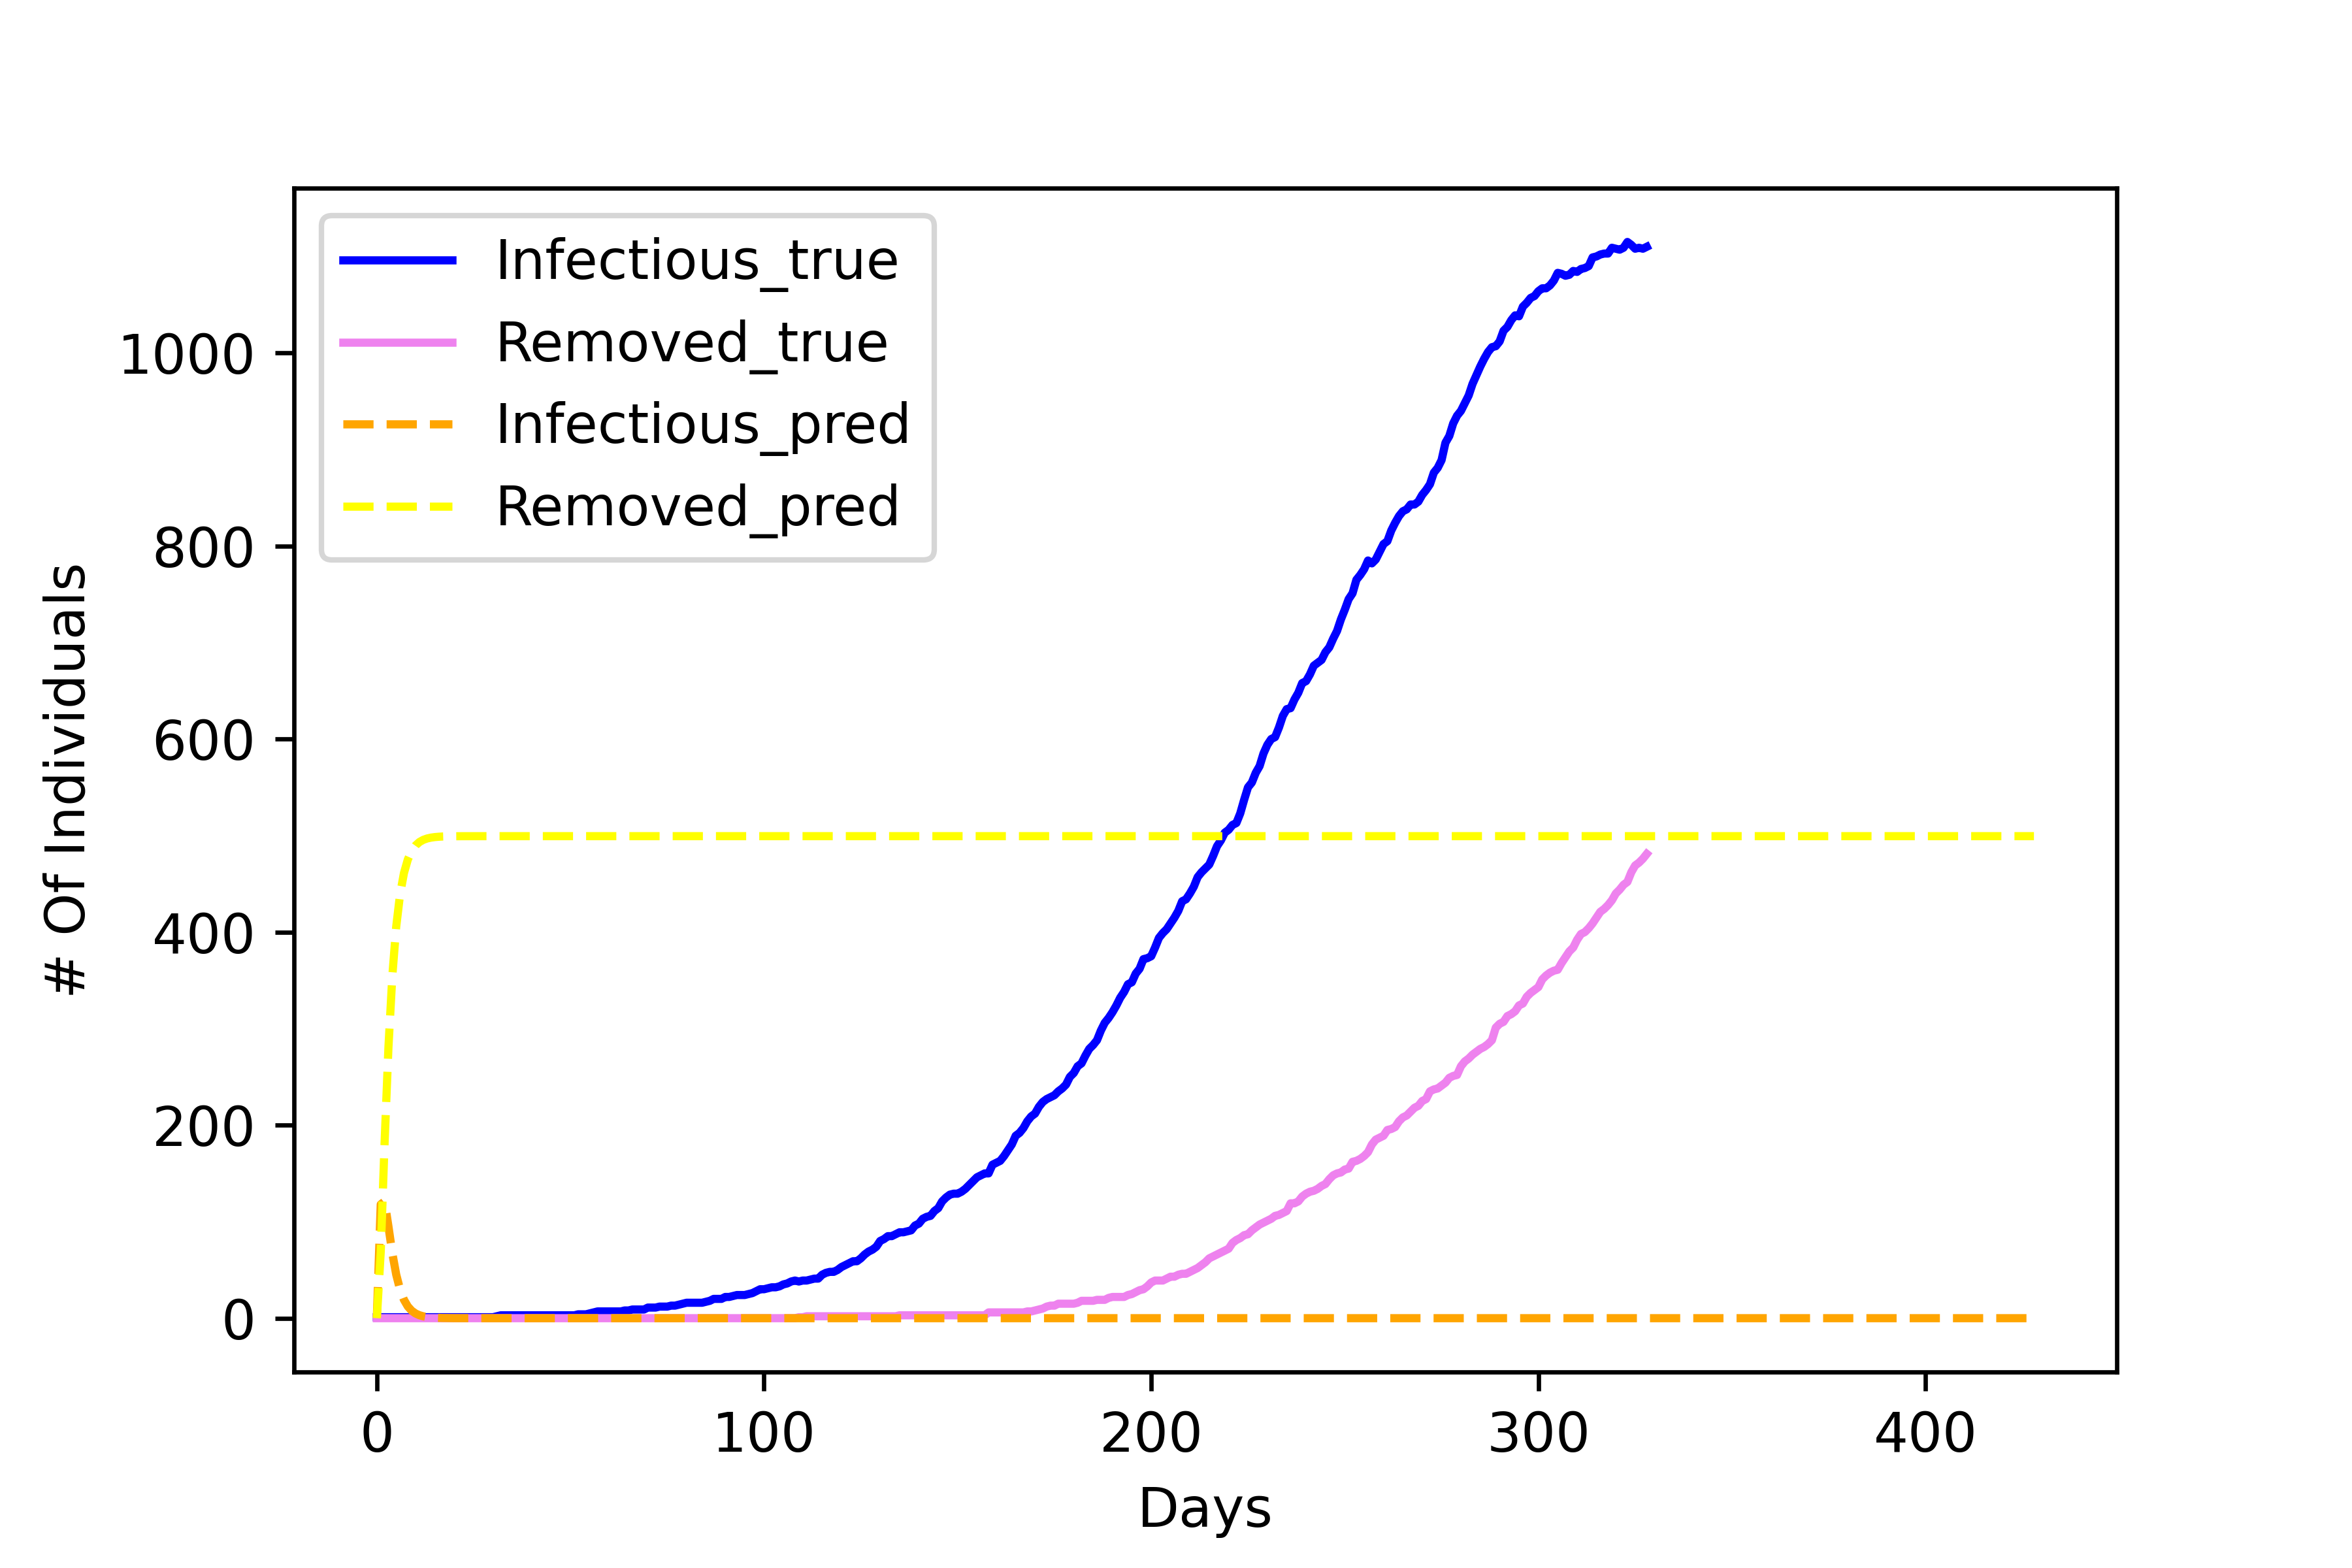 Infectious_true
Removed_true
Infectious_pred
Removed_pred
1000
800
600
400
200
0
# Of Individuals
0 100 200 300 400
Days